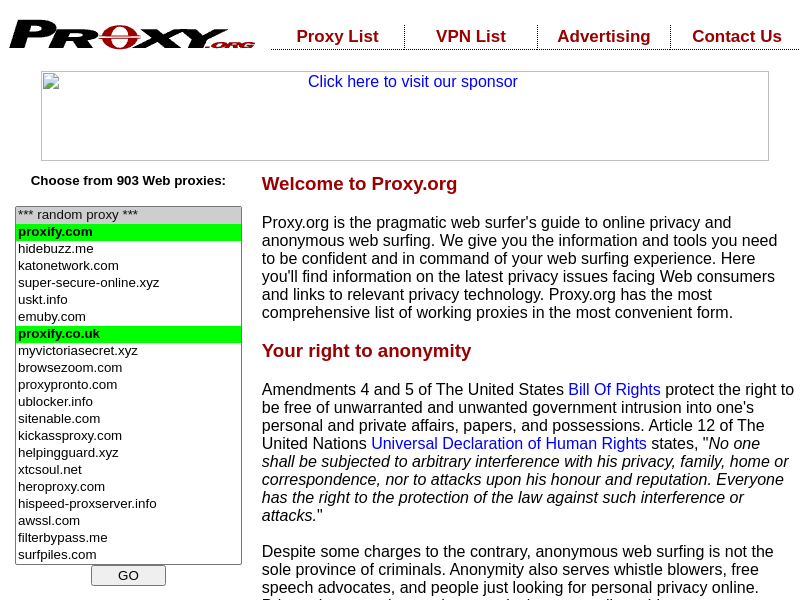 PROXY.ORG
Proxy List
VPN List
Advertising
Contact Us
Click here to visit our sponsor
Choose from 903 Web proxies:
*** random proxy ***
proxify.com
hidebuzz.me
katonetwork.com
super-secure-online.xyz
uskt.info
emuby.com
proxify.co.uk
myvictoriasecret.xyz
browsezoom.com
proxypronto.com
ublocker.info
sitenable.com
kickassproxy.com
helpingguard.xyz
xtcsoul.net
heroproxy.com
hispeed-proxserver.info
awssl.com
filterbypass.me
surfpiles.com
GO
Welcome to Proxy.org
Proxy.org is the pragmatic web surfer's guide to online privacy and
anonymous web surfing. We give you the information and tools you need
to be confident and in command of your web surfing experience. Here
you'll find information on the latest privacy issues facing Web consumers
and links to relevant privacy technology. Proxy.org has the most
comprehensive list of working proxies in the most convenient form.
Your right to anonymity
Amendments 4 and 5 of The United States Bill Of Rights protect the right to
be free of unwarranted and unwanted government intrusion into one's
personal and private affairs, papers, and possessions. Article 12 of The
United Nations Universal Declaration of Human Rights states, "No one
shall be subjected to arbitrary interference with his privacy, family, home or
correspondence, nor to attacks upon his honour and reputation. Everyone
has the right to the protection of the law against such interference or
attacks."
Despite some charges to the contrary, anonymous web surfing is not the
sole province of criminals. Anonymity also serves whistle blowers, free
speech advocates, and people just looking for personal privacy online.